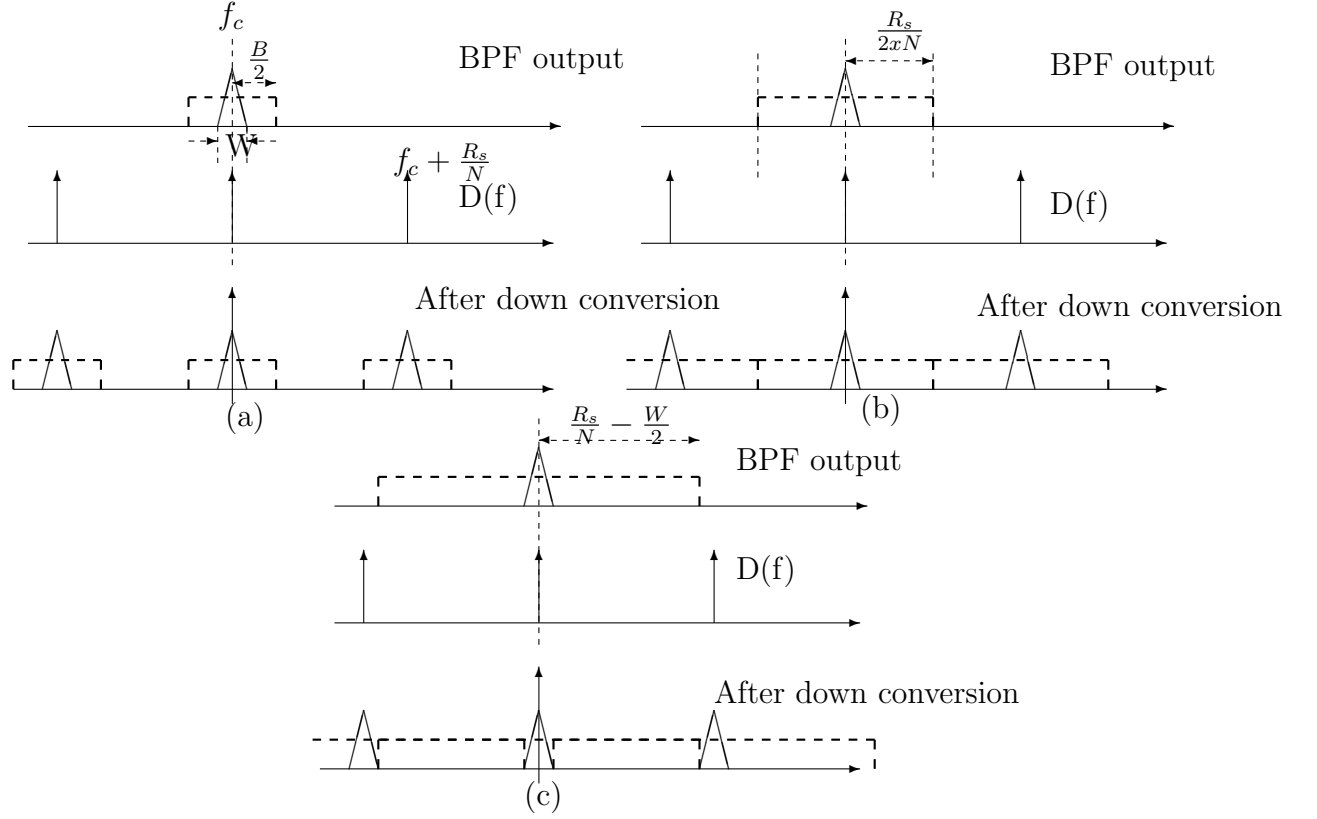 f_c
B/2
BPF output
W
f_c + R_s/N
D(f)
After down conversion
(a)
R_s/2xN
BPF output
D(f)
After down conversion
(b)
R_s/N − W/2
BPF output
D(f)
After down conversion
(c)